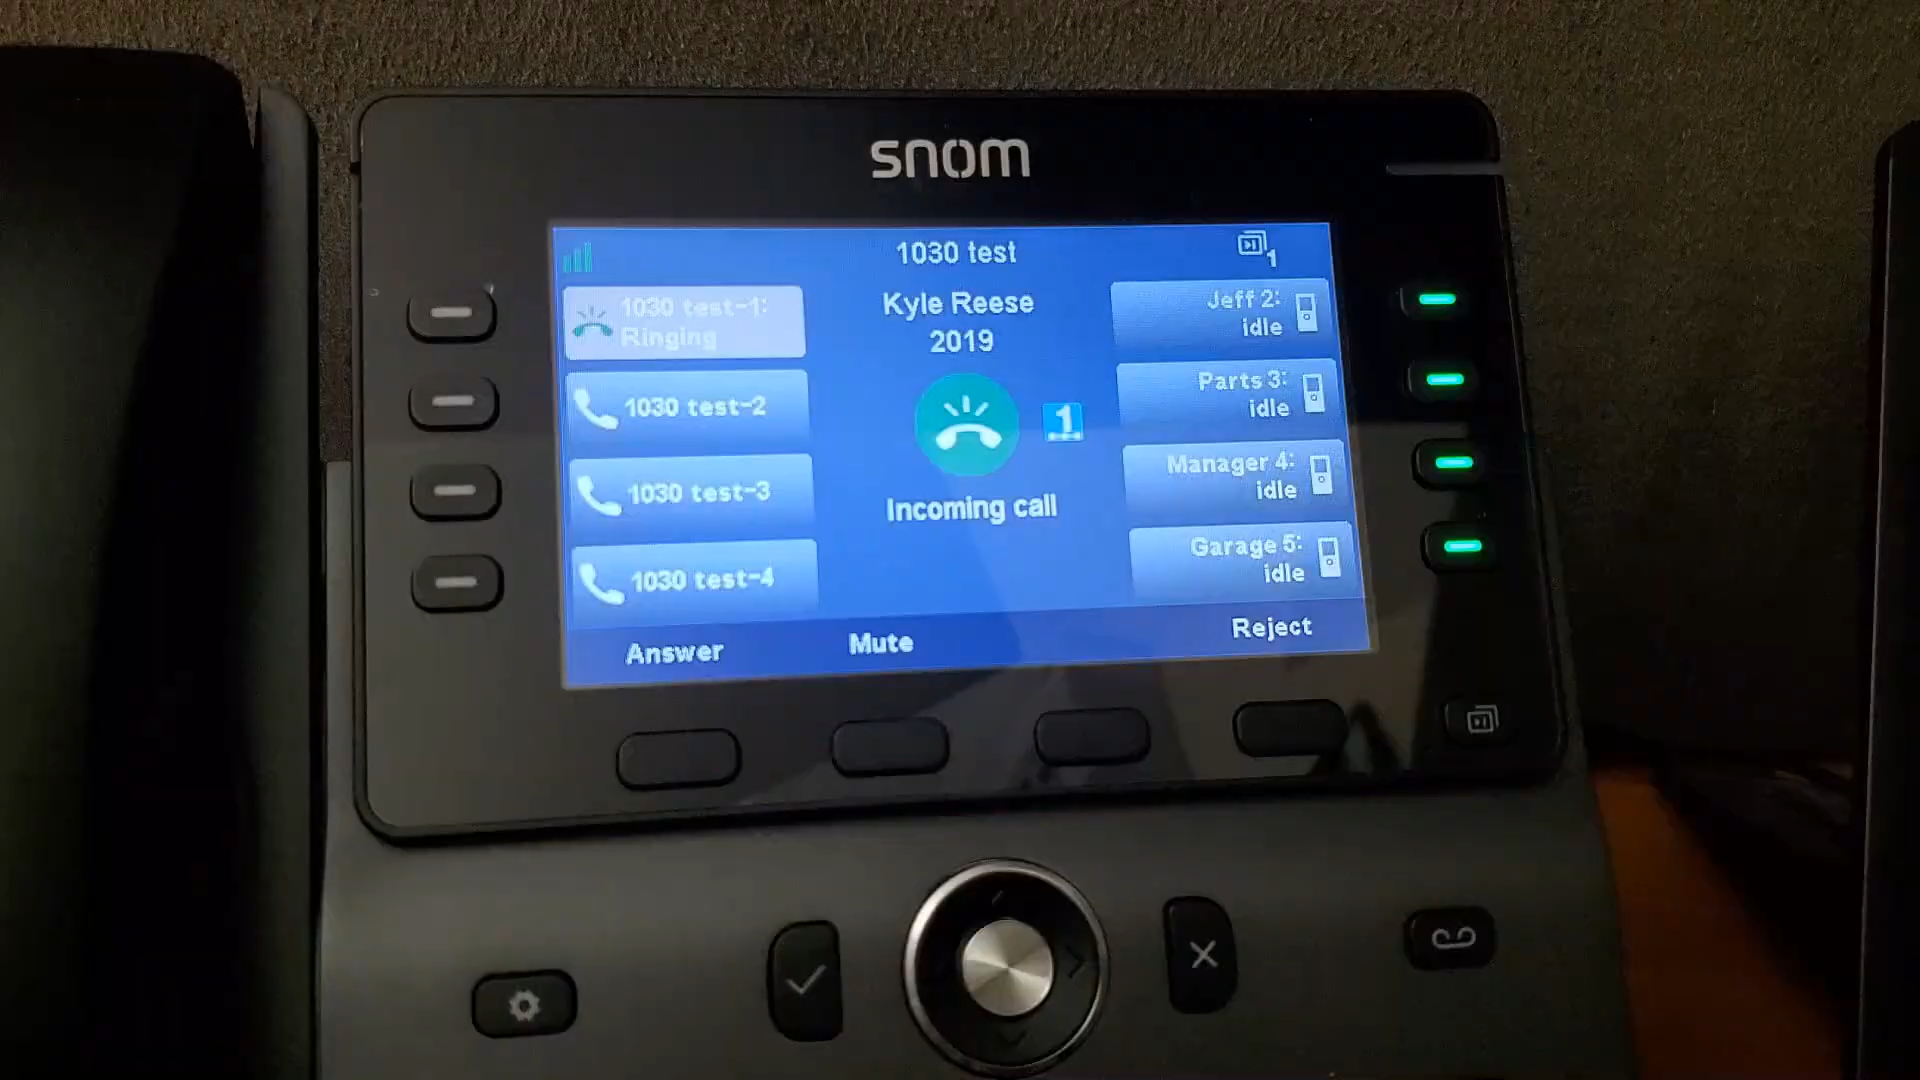 snom
1030 test
1
1030 test-1:
Ringing
1030 test-2
1030 test-3
1030 test-4
Kyle Reese
2019
1
Incoming call
Jeff 2:
idle
Parts 3:
idle
Manager 4:
idle
Garage 5:
idle
Answer
Mute
Reject